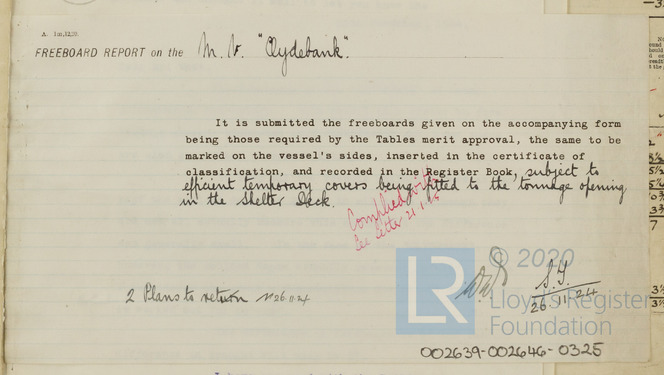 A. 1m,12,20.
FREEBOARD REPORT on the M. V. "Clydebank".
It is submitted the freeboards given on the accompanying form
being those required by the Tables merit approval, the same to be
marked on the vessel's sides, inserted in the certificate of
classification, and recorded in the Register Book, subject to
efficient temporary covers being fitted to the tonnage opening
in the Shelter Deck.
Complied with
See letter 21.1.25
© 2020
LR
Lloyd's Register
Foundation
2 Plans to return 26-11-24
26-11-24
002639-002646-0325